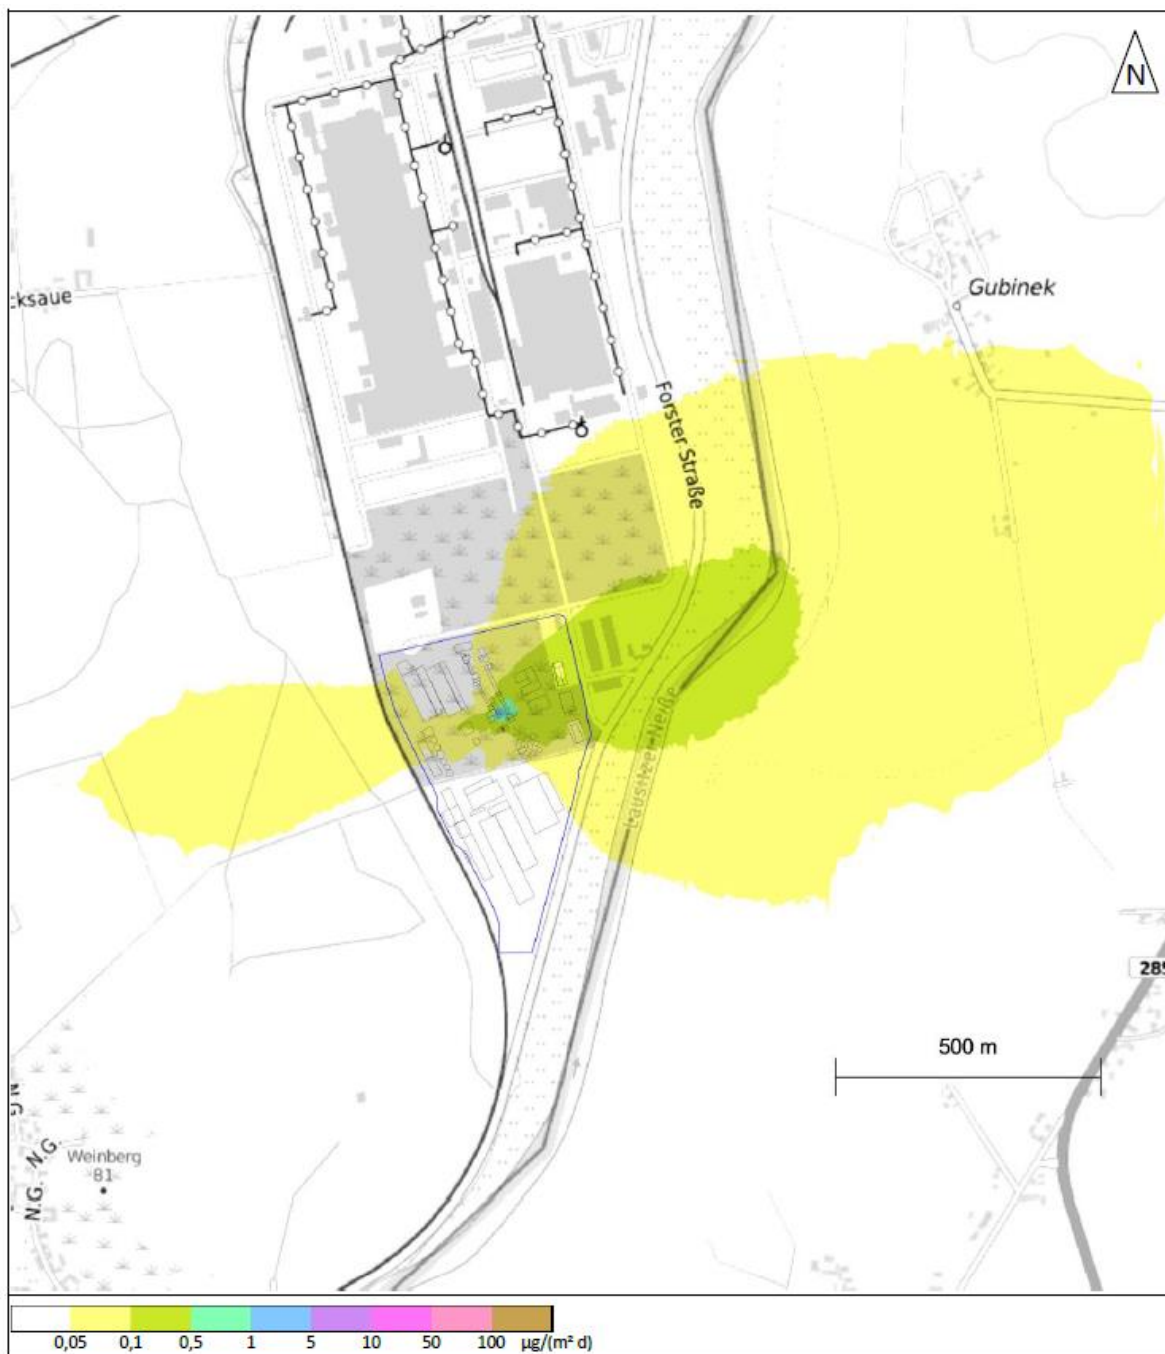 N
cksaue
Gubinek
Forster Straße
Lausitzer Neiße
285
500 m
Weinberg
81
N.G.
N.G.
N.G.
0,05 0,1 0,5 1 5 10 50 100 µg/(m² d)